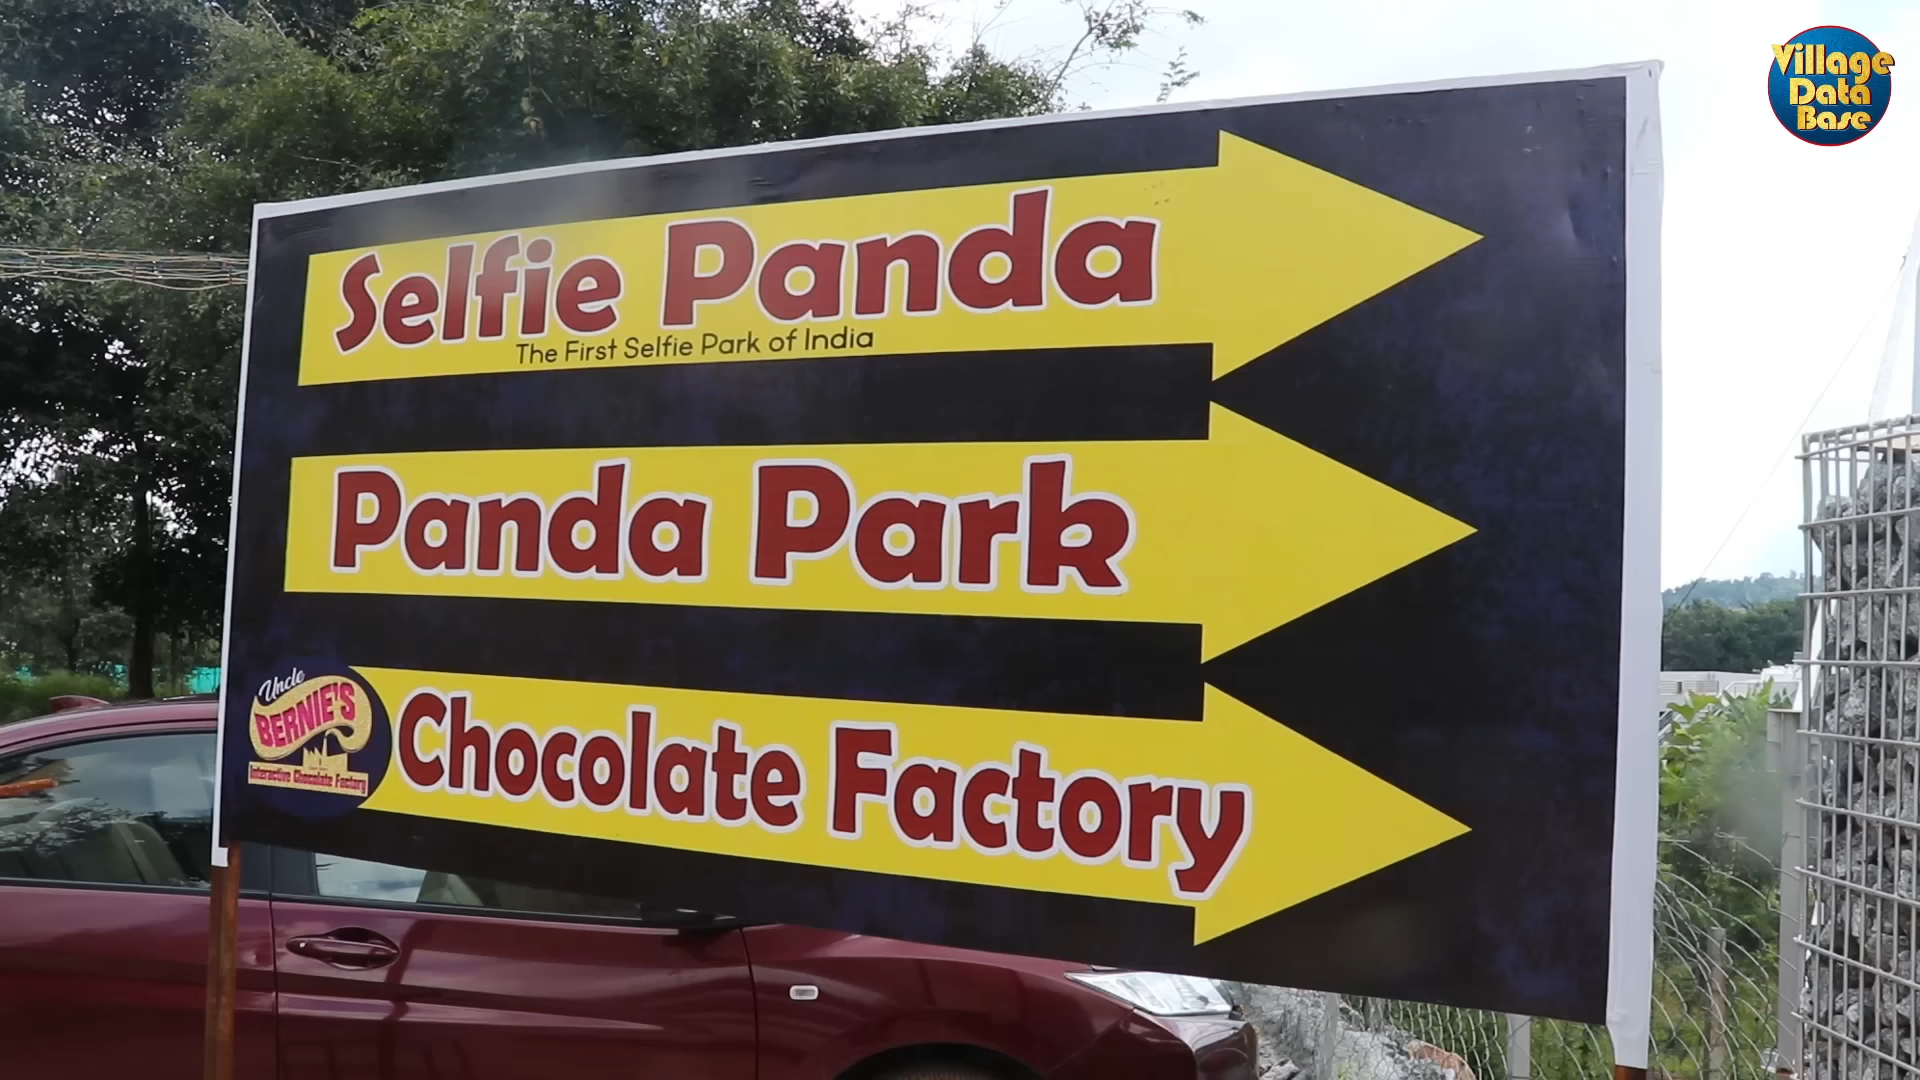 Village
Data
Base
Selfie Panda
The First Selfie Park of India
Panda Park
Uncle
BERNIE'S
Interactive Chocolate Factory
Chocolate Factory